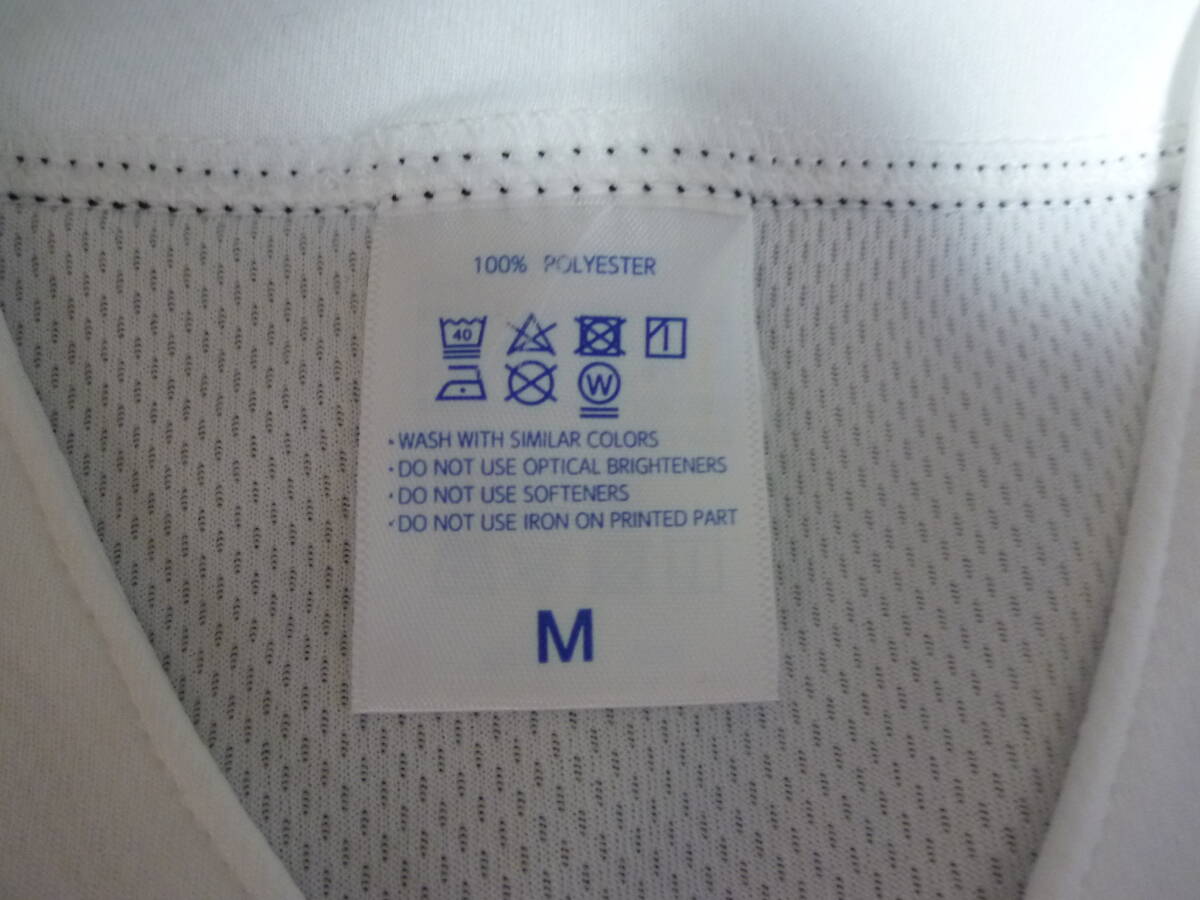 100% POLYESTER
40
W
·WASH WITH SIMILAR COLORS
·DO NOT USE OPTICAL BRIGHTENERS
·DO NOT USE SOFTENERS
·DO NOT USE IRON ON PRINTED PART
M